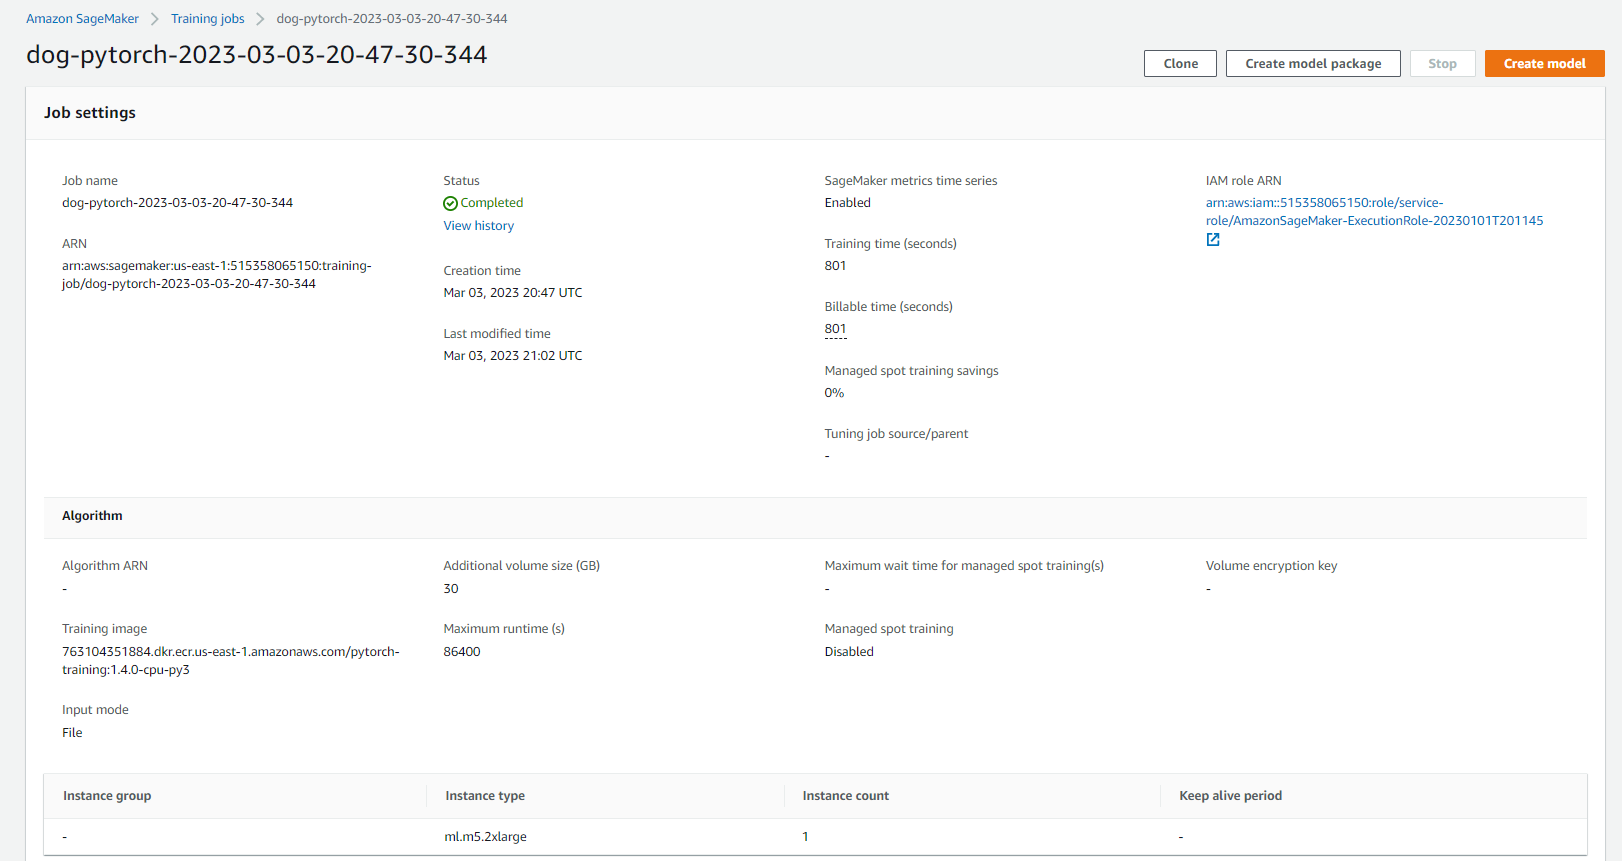 Amazon SageMaker > Training jobs > dog-pytorch-2023-03-03-20-47-30-344
dog-pytorch-2023-03-03-20-47-30-344
Clone
Create model package
Stop
Create model
Job settings
Job name
dog-pytorch-2023-03-03-20-47-30-344
ARN
arn:aws:sagemaker:us-east-1:515358065150:training-
job/dog-pytorch-2023-03-03-20-47-30-344
Status
Completed
View history
Creation time
Mar 03, 2023 20:47 UTC
Last modified time
Mar 03, 2023 21:02 UTC
SageMaker metrics time series
Enabled
Training time (seconds)
801
Billable time (seconds)
801
Managed spot training savings
0%
Tuning job source/parent
-
IAM role ARN
arn:aws:iam::515358065150:role/service-
role/AmazonSageMaker-ExecutionRole-20230101T201145
Algorithm
Algorithm ARN
-
Training image
763104351884.dkr.ecr.us-east-1.amazonaws.com/pytorch-
training:1.4.0-cpu-py3
Input mode
File
Additional volume size (GB)
30
Maximum runtime (s)
86400
Maximum wait time for managed spot training(s)
-
Managed spot training
Disabled
Volume encryption key
-
Instance group
Instance type
Instance count
Keep alive period
-
ml.m5.2xlarge
1
-